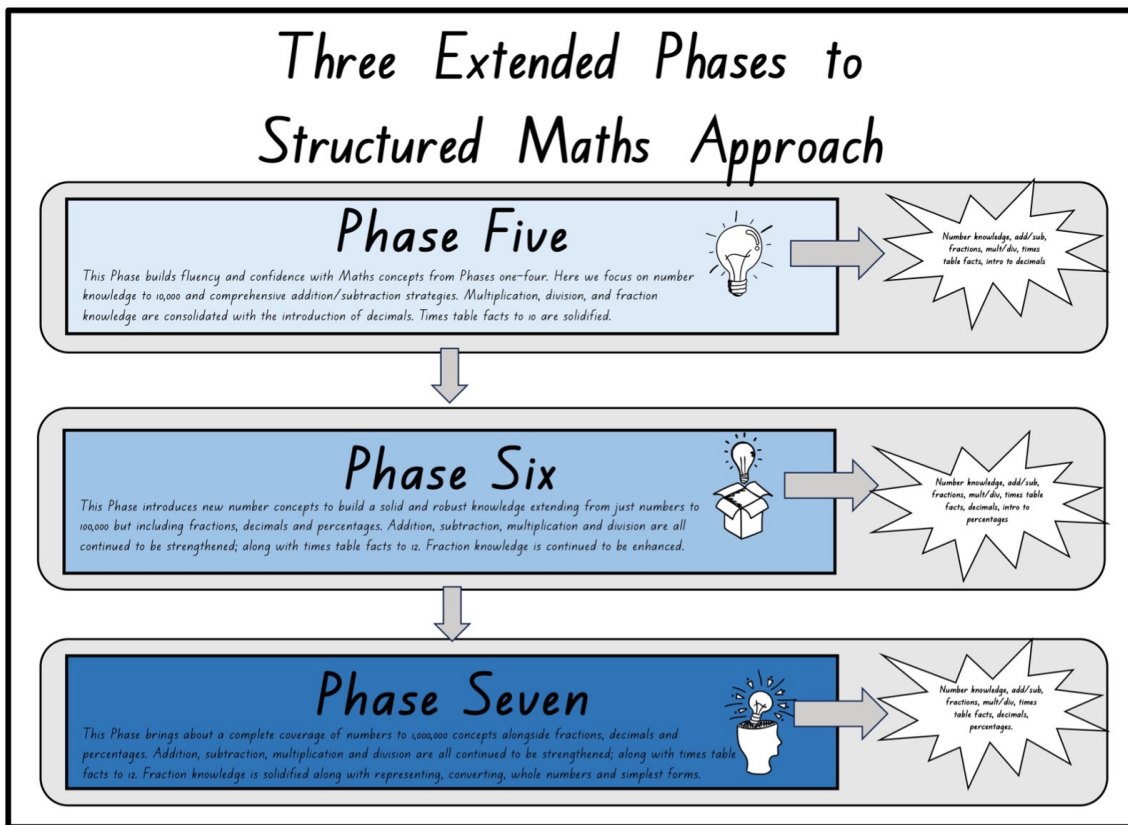 Three Extended Phases to
Structured Maths Approach
Phase Five
This Phase builds fluency and confidence with Maths concepts from Phases one-four. Here we focus on number
knowledge to 10,000 and comprehensive addition/subtraction strategies. Multiplication, division, and fraction
knowledge are consolidated with the introduction of decimals. Times table facts to 10 are solidified.
Number knowledge, add/sub,
fractions, mult/div, times
table facts, intro to decimals
Phase Six
This Phase introduces new number concepts to build a solid and robust knowledge extending from just numbers to
100,000 but including fractions, decimals and percentages. Addition, subtraction, multiplication and division are all
continued to be strengthened; along with times table facts to 12. Fraction knowledge is continued to be enhanced.
Number knowledge, add/sub,
fractions, mult/div, times table
facts, decimals, intro to
percentages
Phase Seven
This Phase brings about a complete coverage of numbers to 1,000,000 concepts alongside fractions, decimals and
percentages. Addition, subtraction, multiplication and division are all continued to be strengthened; along with times table
facts to 12. Fraction knowledge is solidified along with representing, converting, whole numbers and simplest forms.
Number knowledge, add/sub,
fractions, mult/div, times
table facts, decimals,
percentages.